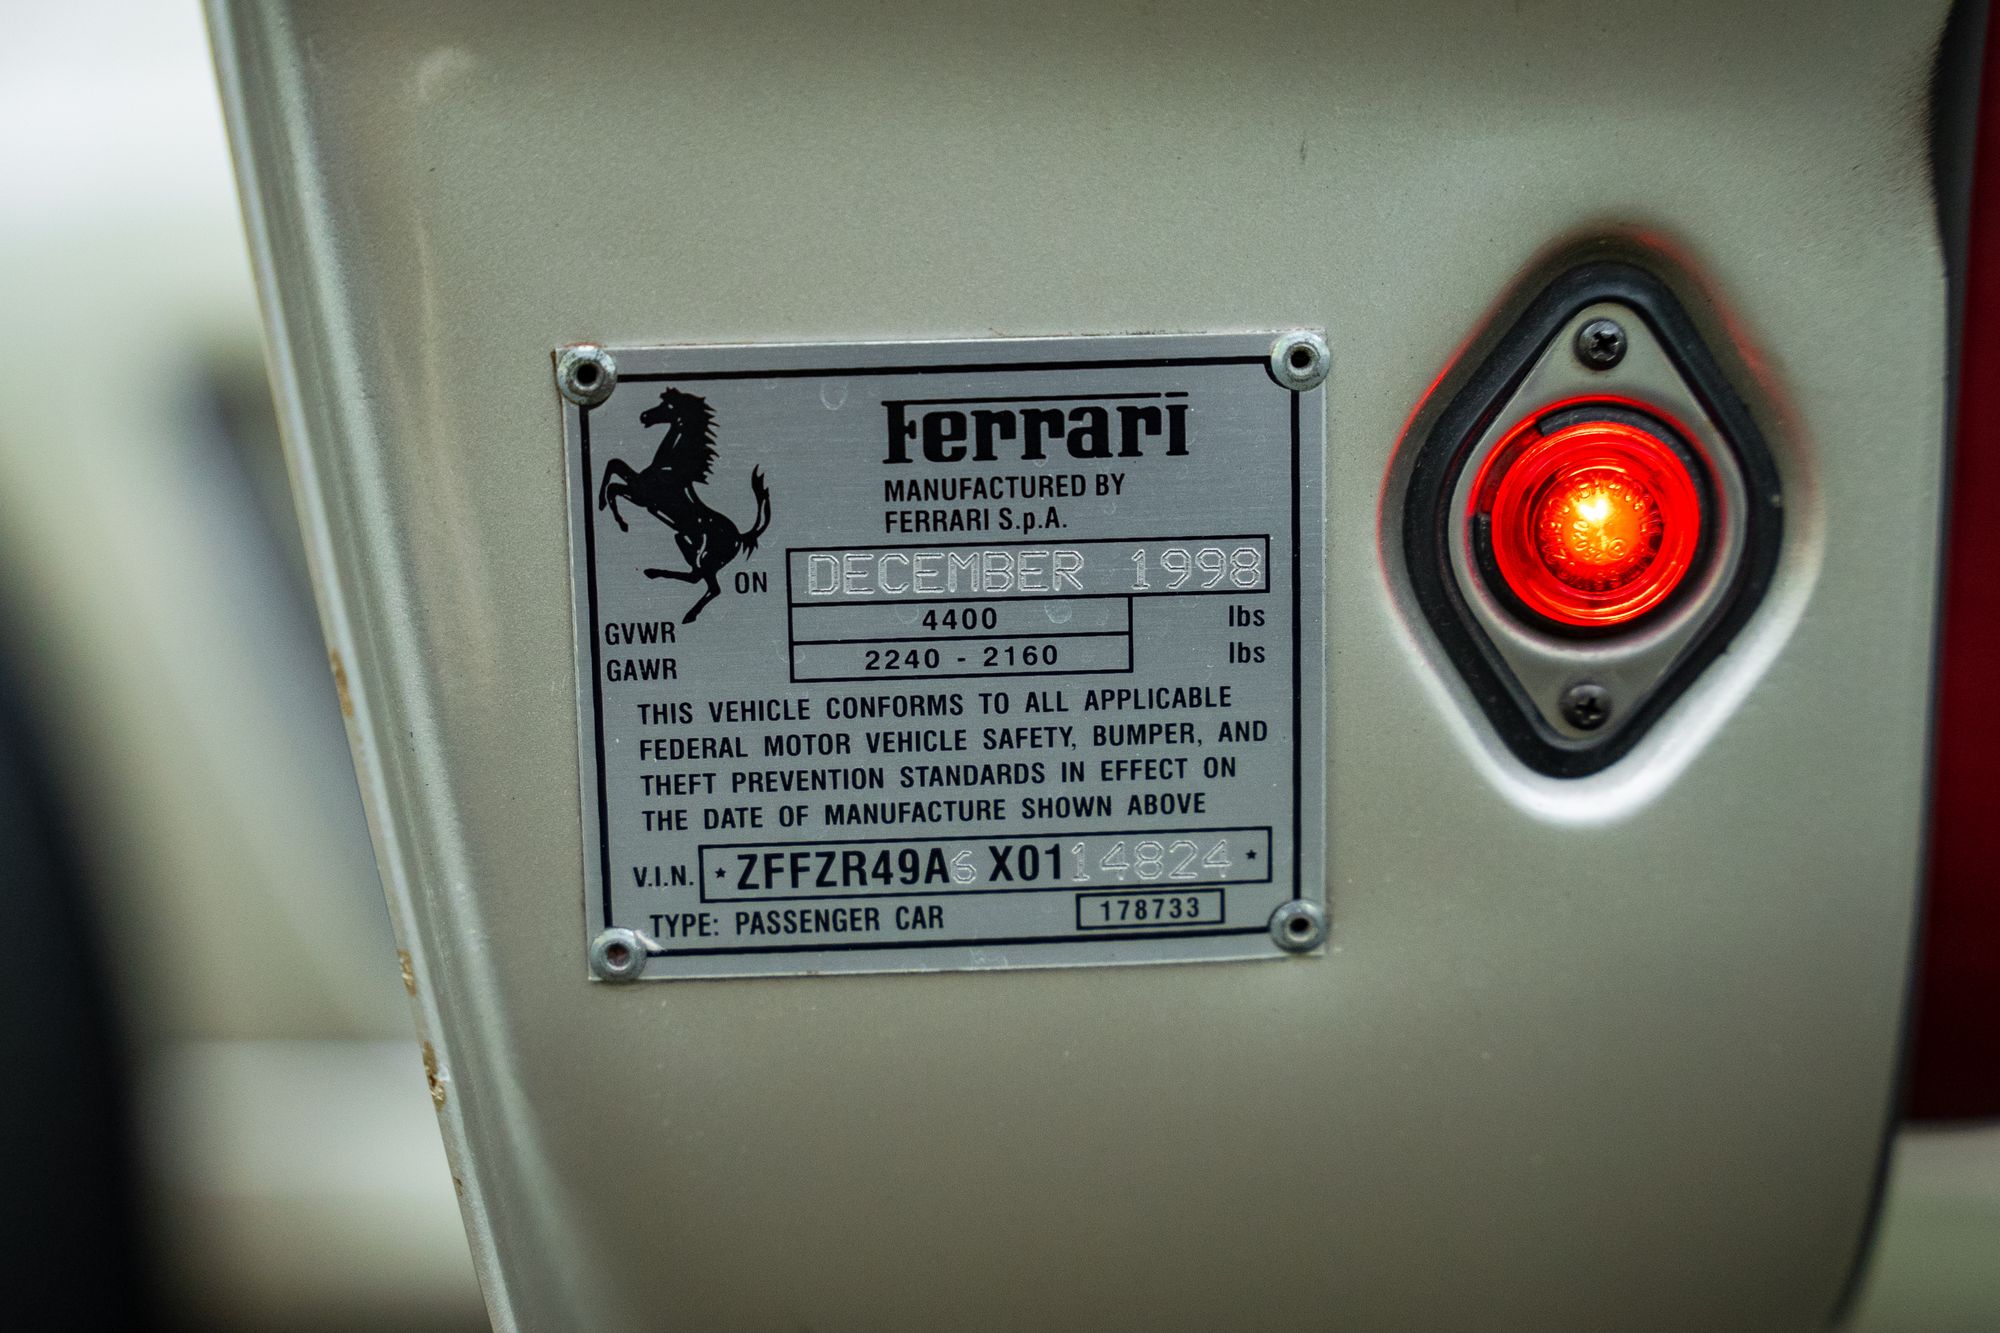 Ferrari
MANUFACTURED BY
FERRARI S.p.A.
ON DECEMBER 1998
GVWR 4400 lbs
GAWR 2240 - 2160 lbs
THIS VEHICLE CONFORMS TO ALL APPLICABLE
FEDERAL MOTOR VEHICLE SAFETY, BUMPER, AND
THEFT PREVENTION STANDARDS IN EFFECT ON
THE DATE OF MANUFACTURE SHOWN ABOVE
V.I.N. * ZFFZR49A6X0114824 *
TYPE: PASSENGER CAR 178733